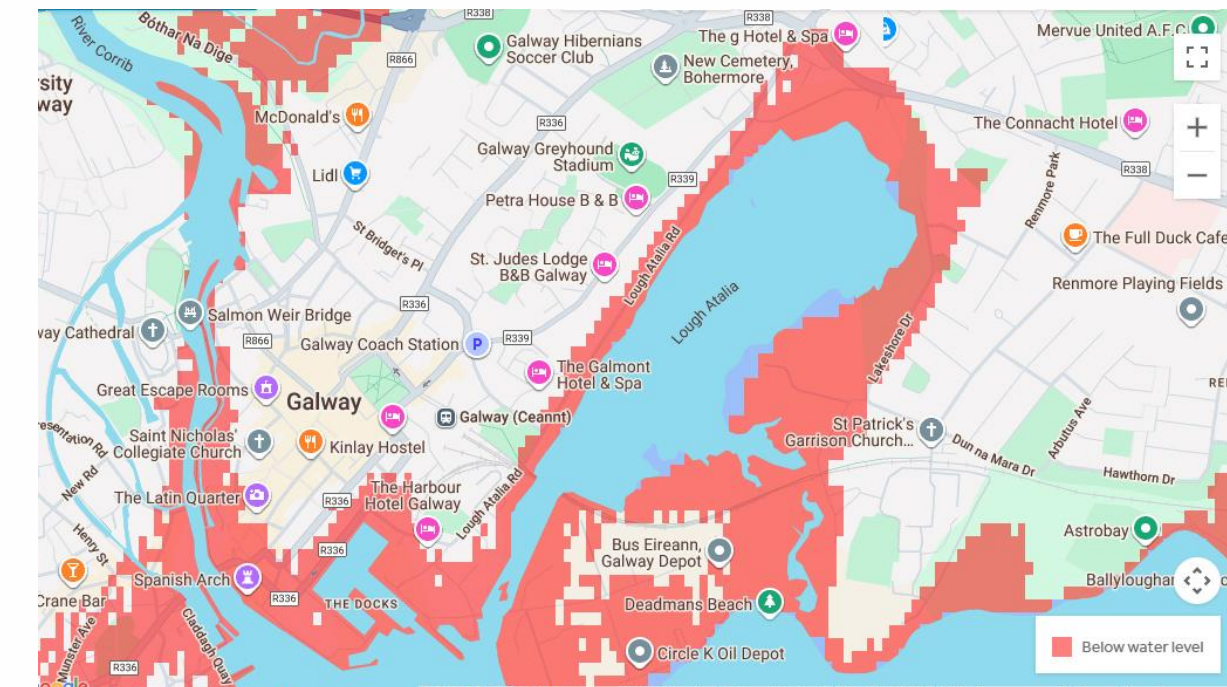 R338
R338
Bóthar Na Dige
River Corrib
Galway Hibernians
Soccer Club
The g Hotel & Spa
Mervue United A.F.C
R866
New Cemetery,
Bohermore
McDonald's
R336
The Connacht Hotel
Galway Greyhound
Stadium
R339
R338
Lidl
Petra House B & B
Renmore Park
The Full Duck Cafe
St Bridget's Pl
St. Judes Lodge
B&B Galway
Lough Atalia Rd
Renmore Playing Fields
R336
Lough Atalia
Salmon Weir Bridge
way Cathedral
R866
Galway Coach Station
P
R339
Lakeshore Dr
The Galmont
Hotel & Spa
Great Escape Rooms
Galway
Galway (Ceannt)
Arbutus Ave
St Patrick's
Garrison Church...
Saint Nicholas'
Collegiate Church
Kinlay Hostel
Dun na Mara Dr
New Rd
Hawthorn Dr
The Latin Quarter
R336
The Harbour
Hotel Galway
Lough Atalia Rd
Henry St
Astrobay
R336
Bus Eireann,
Galway Depot
Spanish Arch
Crane Bar
R336
THE DOCKS
Deadmans Beach
Claddagh Quay
Munster Ave
R336
Circle K Oil Depot
Below water level